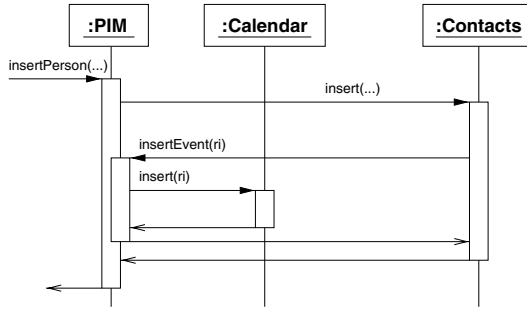 :PIM
:Calendar
:Contacts
insertPerson(...)
insert(...)
insertEvent(ri)
insert(ri)